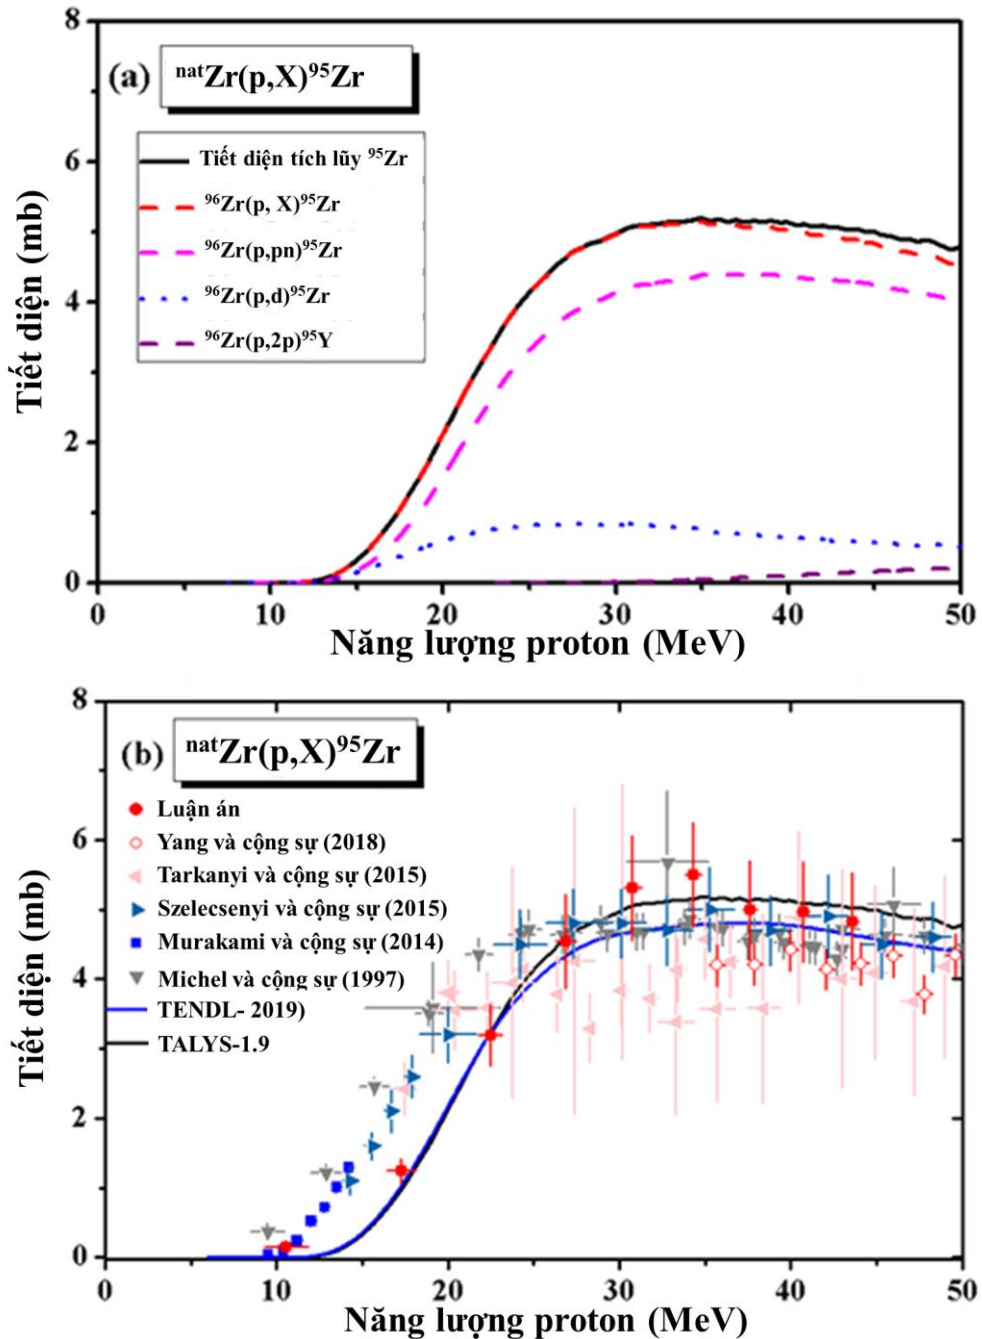 8
(a)
natZr(p,X)95Zr
Tiết diện tích lũy 95Zr
96Zr(p, X)95Zr
96Zr(p,pn)95Zr
96Zr(p,d)95Zr
96Zr(p,2p)95Y
6
4
2
0
Tiết diện (mb)
0 10 20 30 40 50
Năng lượng proton (MeV)
8
(b)
natZr(p,X)95Zr
Luận án
Yang và cộng sự (2018)
Tarkanyi và cộng sự (2015)
Szelecsenyi và cộng sự (2015)
Murakami và cộng sự (2014)
Michel và cộng sự (1997)
TENDL- 2019)
TALYS-1.9
6
4
2
0
Tiết diện (mb)
0 10 20 30 40 50
Năng lượng proton (MeV)